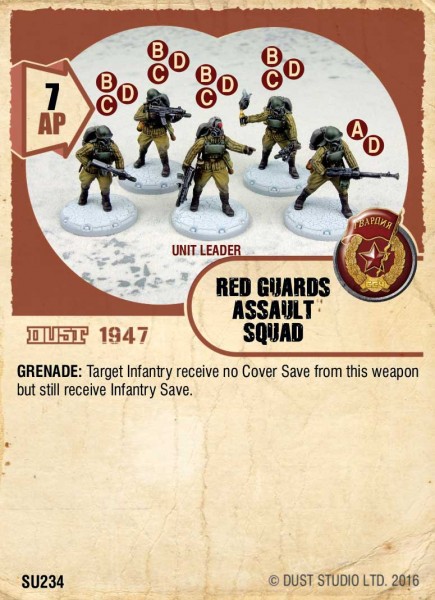 7
AP
B D
C
B D
C
B D
C
B D
C
A D
UNIT LEADER
ГВАРДИЯ
RED GUARDS
ASSAULT
SQUAD
DUST 1947
GRENADE: Target Infantry receive no Cover Save from this weapon
but still receive Infantry Save.
SU234
© DUST STUDIO LTD. 2016